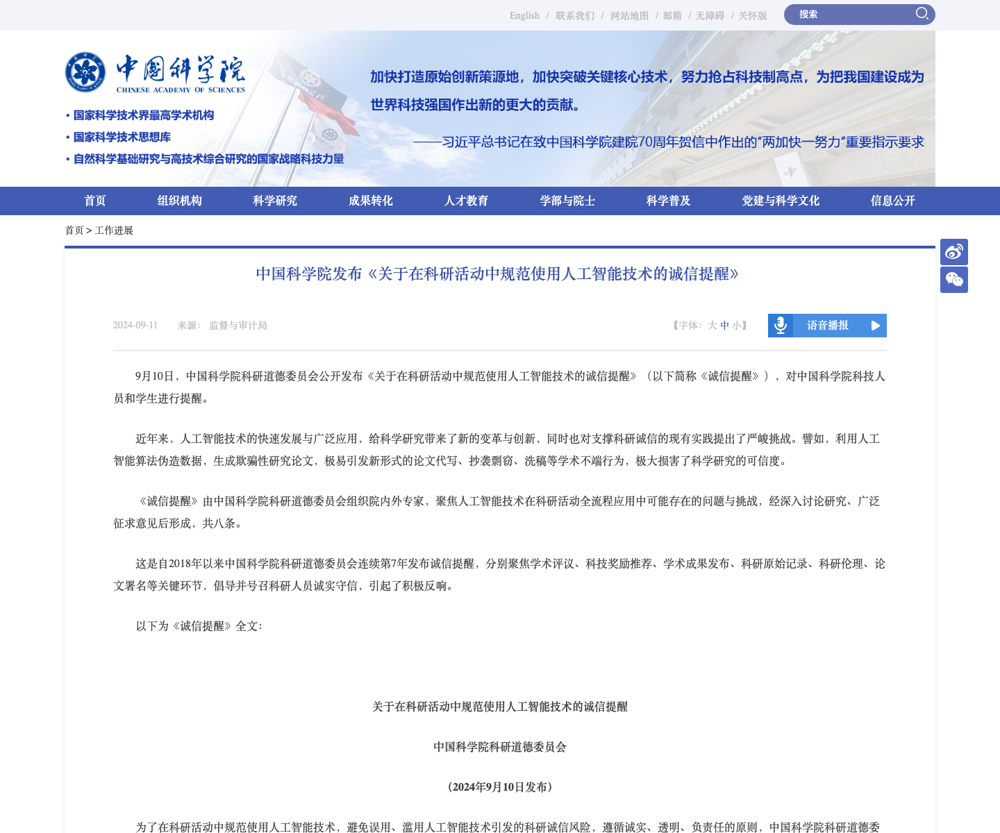 English / 联系我们 / 网站地图 / 邮箱 / 无障碍 / 关怀版 搜索
中国科学院
CHINESE ACADEMY OF SCIENCES
· 国家科学技术界最高学术机构
· 国家科学技术思想库
· 自然科学基础研究与高技术综合研究的国家战略科技力量
加快打造原始创新策源地，加快突破关键核心技术，努力抢占科技制高点，为把我国建设成为
世界科技强国作出新的更大的贡献。
——习近平总书记在致中国科学院建院70周年贺信中作出的“两加快一努力”重要指示要求
首页 组织机构 科学研究 成果转化 人才教育 学部与院士 科学普及 党建与科学文化 信息公开
首页 > 工作进展
中国科学院发布《关于在科研活动中规范使用人工智能技术的诚信提醒》
2024-09-11 来源： 监督与审计局 【字体：大 中 小】 语音播报
9月10日，中国科学院科研道德委员会公开发布《关于在科研活动中规范使用人工智能技术的诚信提醒》（以下简称《诚信提醒》），对中国科学院科技人
员和学生进行提醒。
近年来，人工智能技术的快速发展与广泛应用，给科学研究带来了新的变革与创新，同时也对支撑科研诚信的现有实践提出了严峻挑战。譬如，利用人工
智能算法伪造数据，生成欺骗性研究论文，极易引发新形式的论文代写、抄袭剽窃、洗稿等学术不端行为，极大损害了科学研究的可信度。
《诚信提醒》由中国科学院科研道德委员会组织院内外专家，聚焦人工智能技术在科研活动全流程应用中可能存在的问题与挑战，经深入讨论研究、广泛
征求意见后形成，共八条。
这是自2018年以来中国科学院科研道德委员会连续第7年发布诚信提醒，分别聚焦学术评议、科技奖励推荐、学术成果发布、科研原始记录、科研伦理、论
文署名等关键环节，倡导并号召科研人员诚实守信，引起了积极反响。
以下为《诚信提醒》全文：
关于在科研活动中规范使用人工智能技术的诚信提醒
中国科学院科研道德委员会
（2024年9月10日发布）
为了在科研活动中规范使用人工智能技术，避免误用、滥用人工智能技术引发的科研诚信风险，遵循诚实、透明、负责任的原则，中国科学院科研道德委